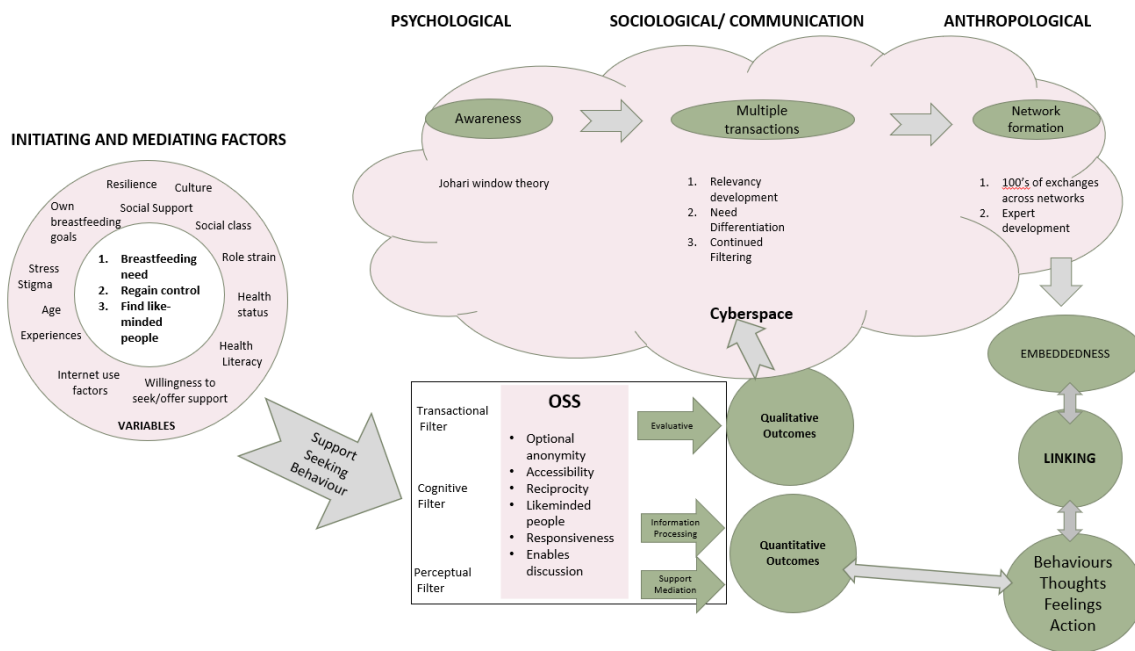 PSYCHOLOGICAL
SOCIOLOGICAL/ COMMUNICATION
ANTHROPOLOGICAL
Awareness
Multiple
transactions
Network
formation
Johari window theory
1. Relevancy
development
2. Need
Differentiation
3. Continued
Filtering
1. 100's of exchanges
across networks
2. Expert
development
Cyberspace
INITIATING AND MEDIATING FACTORS
Resilience
Culture
Own
breastfeeding
goals
Social Support
Social class
Stress
Stigma
Role strain
Age
Health
status
Experiences
Health
Literacy
Internet use
factors
Willingness to
seek/offer support
VARIABLES
1. Breastfeeding
need
2. Regain control
3. Find like-
minded
people
Support
Seeking
Behaviour
Transactional
Filter
Cognitive
Filter
Perceptual
Filter
OSS
• Optional
anonymity
• Accessibility
• Reciprocity
• Likeminded
people
• Responsiveness
• Enables
discussion
Evaluative
Information
Processing
Support
Mediation
Qualitative
Outcomes
Quantitative
Outcomes
EMBEDDEDNESS
LINKING
Behaviours
Thoughts
Feelings
Action